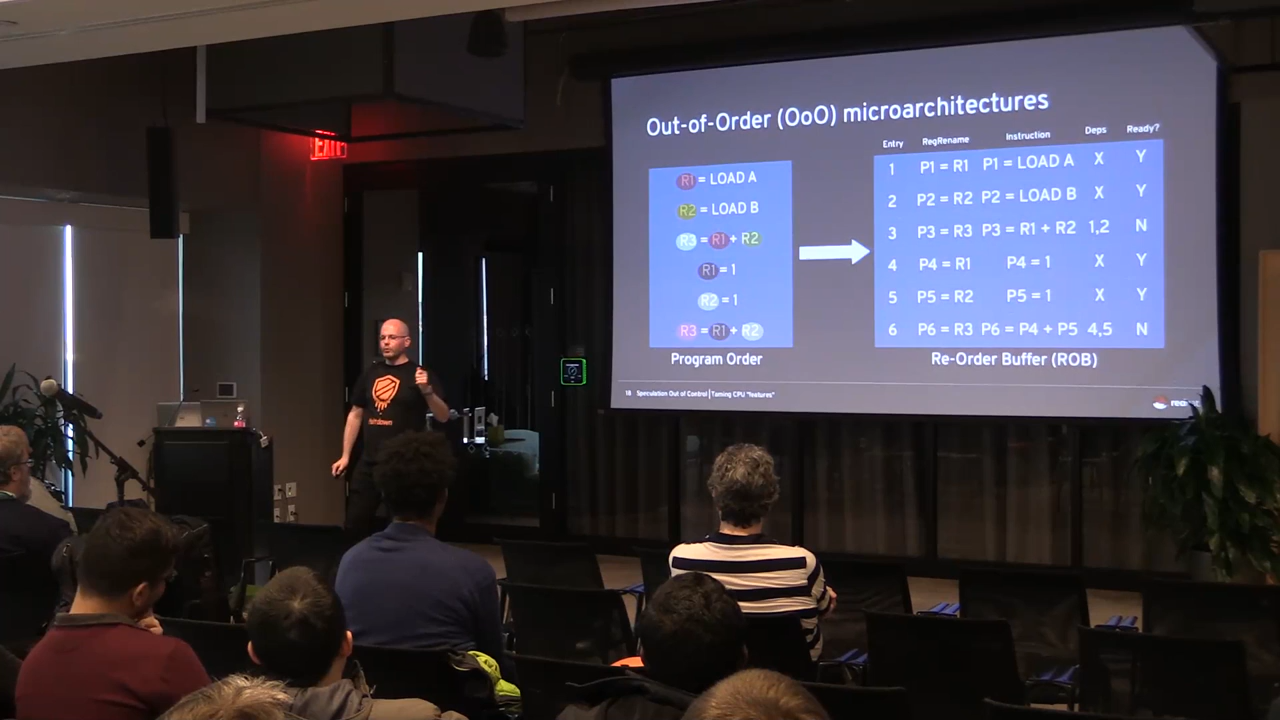 EXIT
Out-of-Order (OoO) microarchitectures
R1 = LOAD A
R2 = LOAD B
R3 = R1 + R2
R1 = 1
R2 = 1
R3 = R1 + R2
Program Order
Entry RegRename Instruction Deps Ready?
1 P1 = R1 P1 = LOAD A X Y
2 P2 = R2 P2 = LOAD B X Y
3 P3 = R3 P3 = R1 + R2 1,2 N
4 P4 = R1 P4 = 1 X Y
5 P5 = R2 P5 = 1 X Y
6 P6 = R3 P6 = P4 + P5 4,5 N
Re-Order Buffer (ROB)
18 Speculation Out of Control | Taming CPU "features"